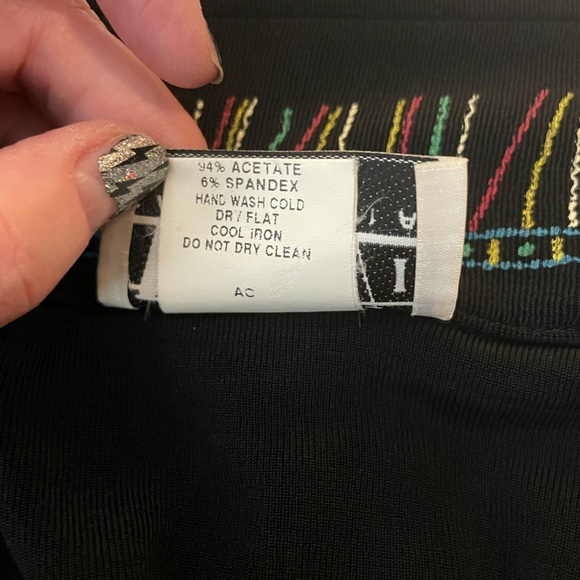 94% ACETATE
6% SPANDEX
HAND WASH COLD
DRY FLAT
COOL IRON
DO NOT DRY CLEAN
AC